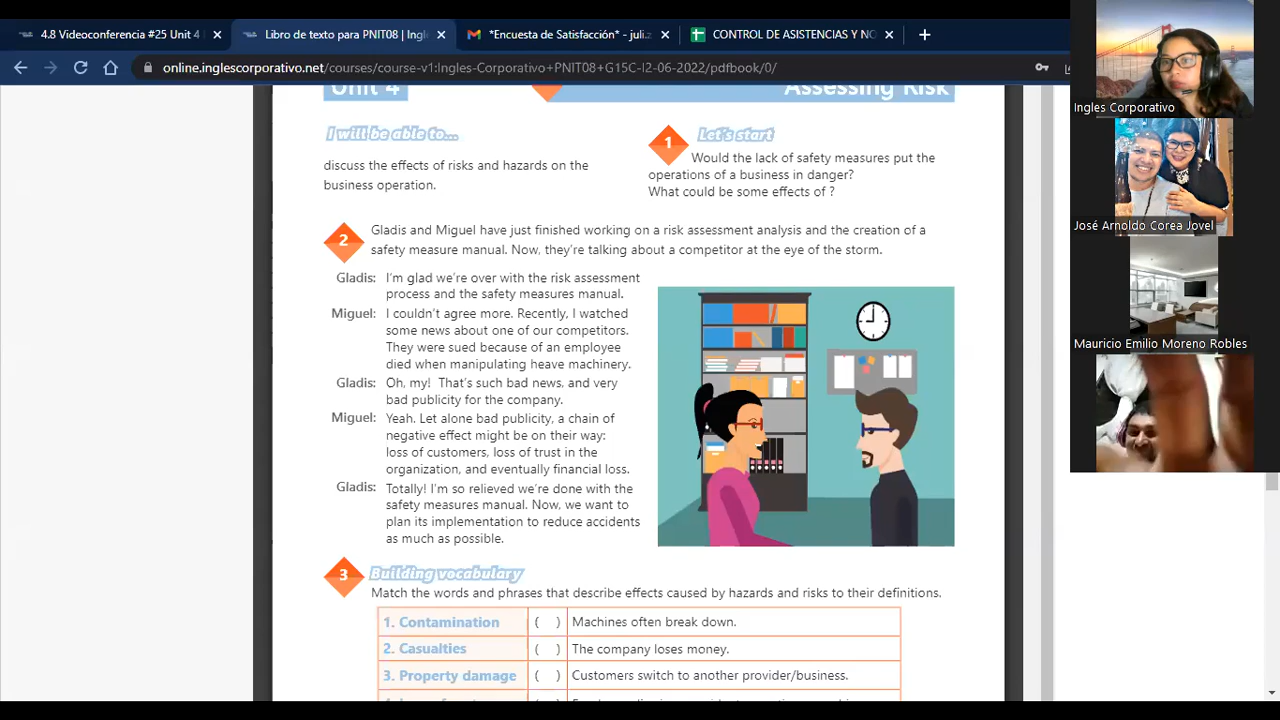 4.8 Videoconferencia #25 Unit 4
Libro de texto para PNIT08 | Ingl
*Encuesta de Satisfacción* - juli.z
CONTROL DE ASISTENCIAS Y NO
online.inglescorporativo.net/courses/course-v1:Ingles-Corporativo+PNIT08+G15C-I2-06-2022/pdfbook/0/
Unit 4
Assessing Risk
I will be able to...
discuss the effects of risks and hazards on the
business operation.
1
Let's start
Would the lack of safety measures put the
operations of a business in danger?
What could be some effects of ?
2
Gladis and Miguel have just finished working on a risk assessment analysis and the creation of a
safety measure manual. Now, they're talking about a competitor at the eye of the storm.
Gladis: I'm glad we're over with the risk assessment
process and the safety measures manual.
Miguel: I couldn't agree more. Recently, I watched
some news about one of our competitors.
They were sued because of an employee
died when manipulating heave machinery.
Gladis: Oh, my! That's such bad news, and very
bad publicity for the company.
Miguel: Yeah. Let alone bad publicity, a chain of
negative effect might be on their way:
loss of customers, loss of trust in the
organization, and eventually financial loss.
Gladis: Totally! I'm so relieved we're done with the
safety measures manual. Now, we want to
plan its implementation to reduce accidents
as much as possible.
3
Building vocabulary
Match the words and phrases that describe effects caused by hazards and risks to their definitions.
1. Contamination ( ) Machines often break down.
2. Casualties ( ) The company loses money.
3. Property damage ( ) Customers switch to another provider/business.
Ingles Corporativo
José Arnoldo Corea Jovel
Mauricio Emilio Moreno Robles